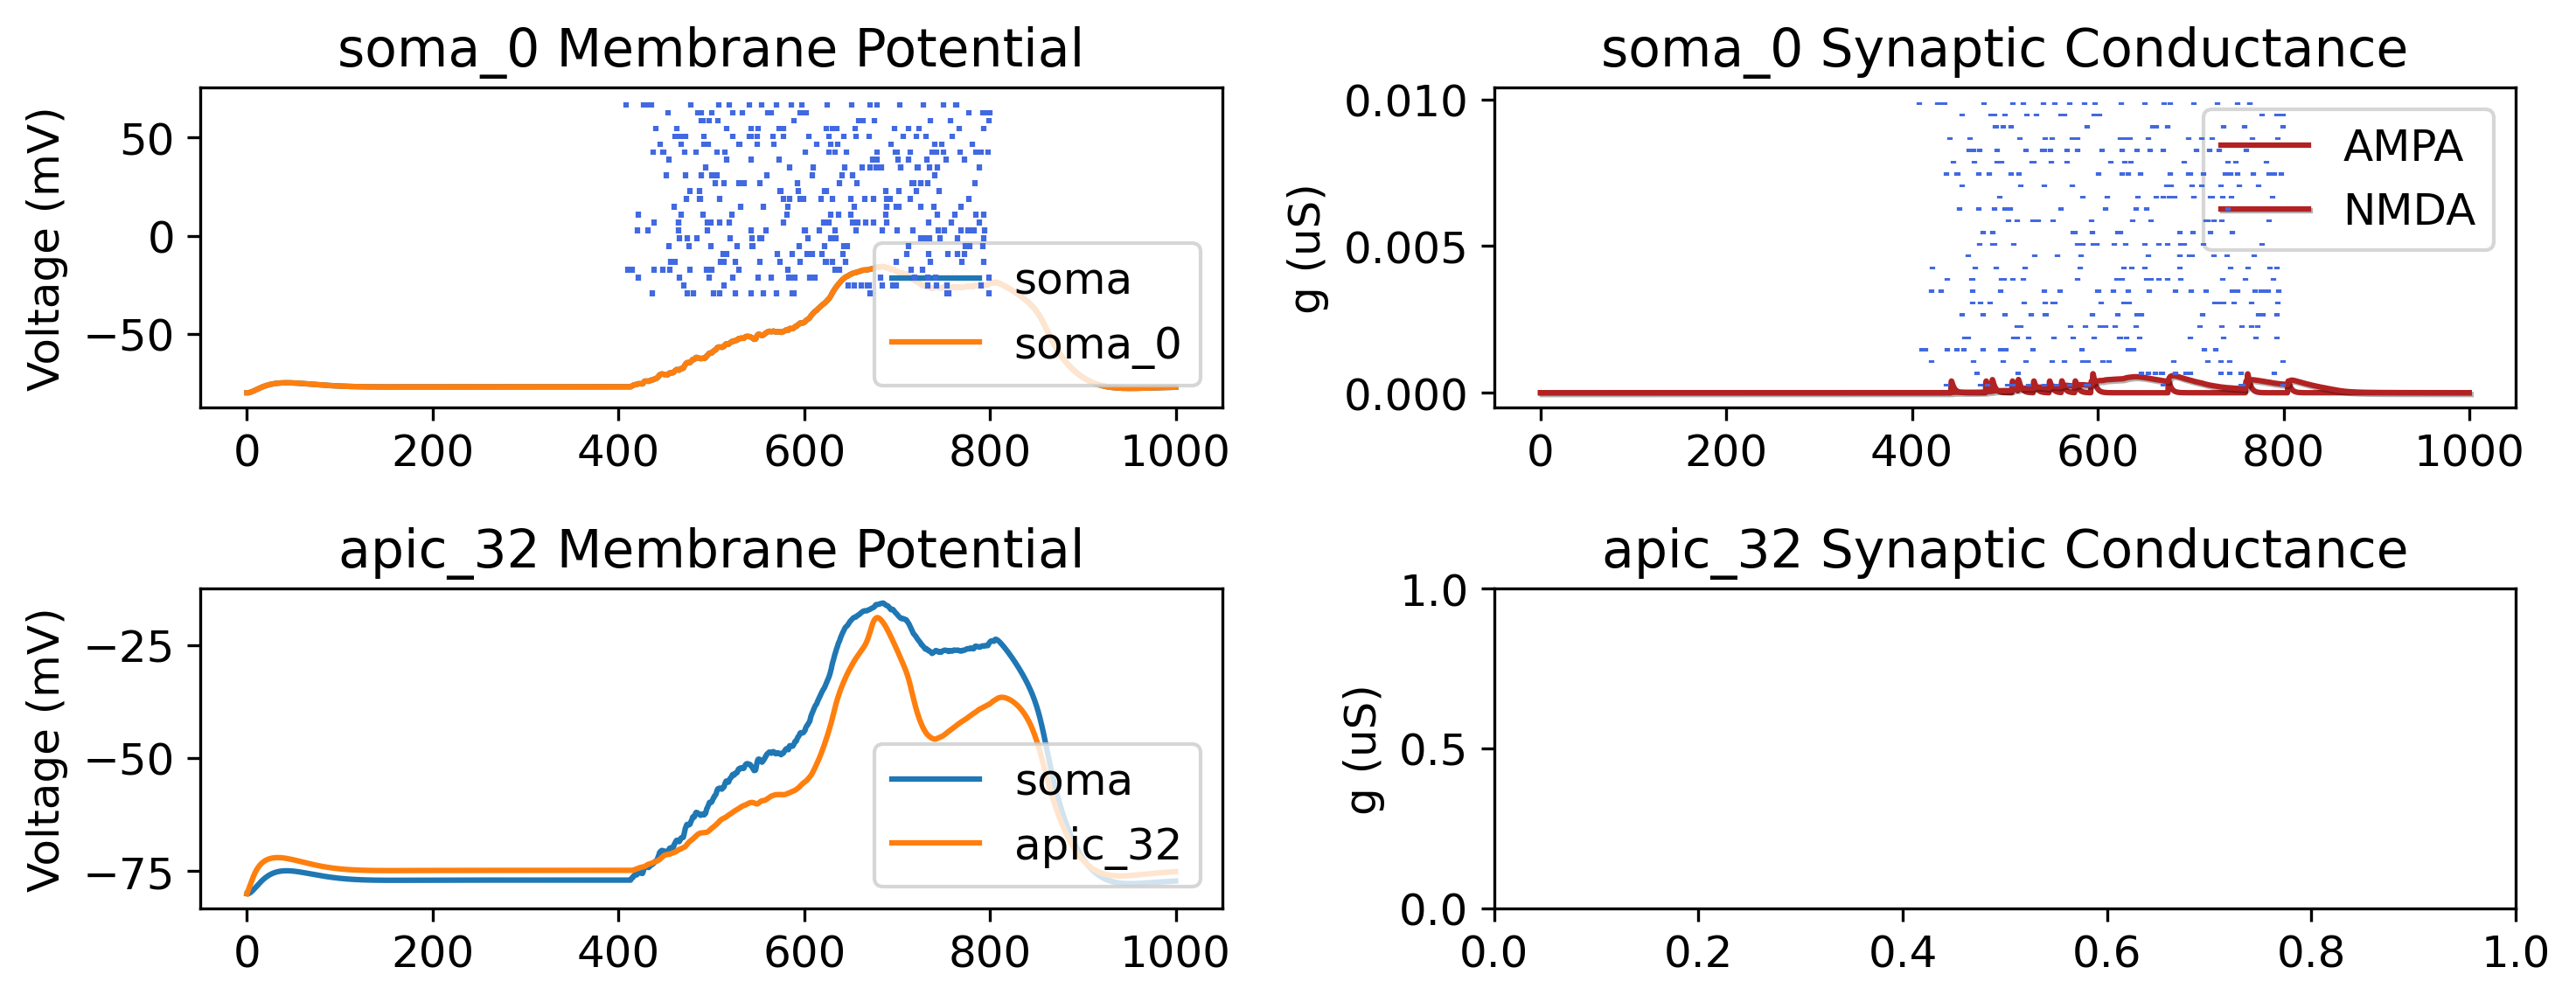 soma_0 Membrane Potential
Voltage (mV)
50
0
−50
0 200 400 600 800 1000
soma
soma_0
soma_0 Synaptic Conductance
g (uS)
0.010
0.005
0.000
0 200 400 600 800 1000
AMPA
NMDA
apic_32 Membrane Potential
Voltage (mV)
−25
−50
−75
0 200 400 600 800 1000
soma
apic_32
apic_32 Synaptic Conductance
g (uS)
1.0
0.5
0.0
0.0 0.2 0.4 0.6 0.8 1.0